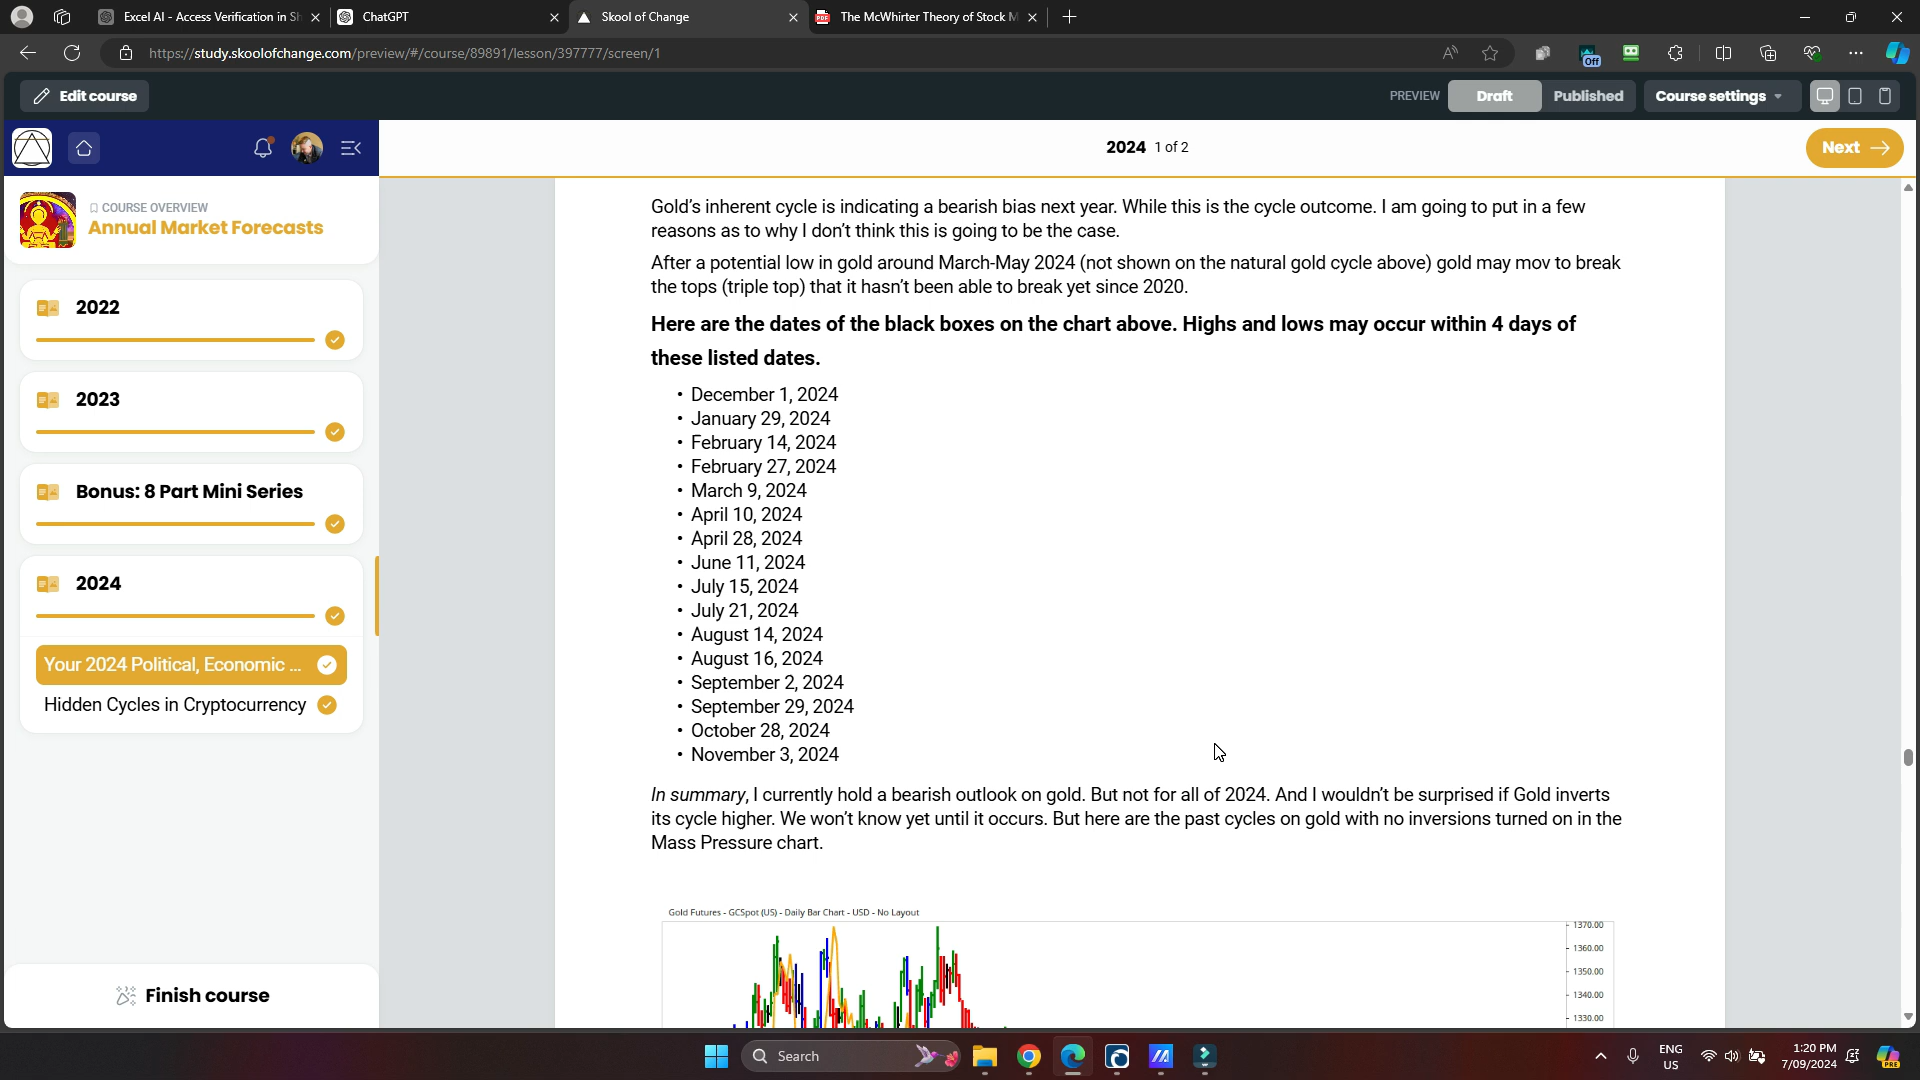 Excel AI - Access Verification in Sh
ChatGPT
Skool of Change
The McWhirter Theory of Stock M
https://study.skoolofchange.com/preview/#/course/89891/lesson/397777/screen/1
Off
Edit course
PREVIEW
Draft
Published
Course settings
2024 1 of 2
Next
COURSE OVERVIEW
Annual Market Forecasts
2022
2023
Bonus: 8 Part Mini Series
2024
Your 2024 Political, Economic ...
Hidden Cycles in Cryptocurrency
Finish course
Gold's inherent cycle is indicating a bearish bias next year. While this is the cycle outcome. I am going to put in a few
reasons as to why I don't think this is going to be the case.
After a potential low in gold around March-May 2024 (not shown on the natural gold cycle above) gold may mov to break
the tops (triple top) that it hasn't been able to break yet since 2020.
Here are the dates of the black boxes on the chart above. Highs and lows may occur within 4 days of
these listed dates.
• December 1, 2024
• January 29, 2024
• February 14, 2024
• February 27, 2024
• March 9, 2024
• April 10, 2024
• April 28, 2024
• June 11, 2024
• July 15, 2024
• July 21, 2024
• August 14, 2024
• August 16, 2024
• September 2, 2024
• September 29, 2024
• October 28, 2024
• November 3, 2024
In summary, I currently hold a bearish outlook on gold. But not for all of 2024. And I wouldn't be surprised if Gold inverts
its cycle higher. We won't know yet until it occurs. But here are the past cycles on gold with no inversions turned on in the
Mass Pressure chart.
Gold Futures - GCSpot (US) - Daily Bar Chart - USD - No Layout
1370.00
1360.00
1350.00
1340.00
1330.00
Search
ENG
US
1:20 PM
7/09/2024
PRE